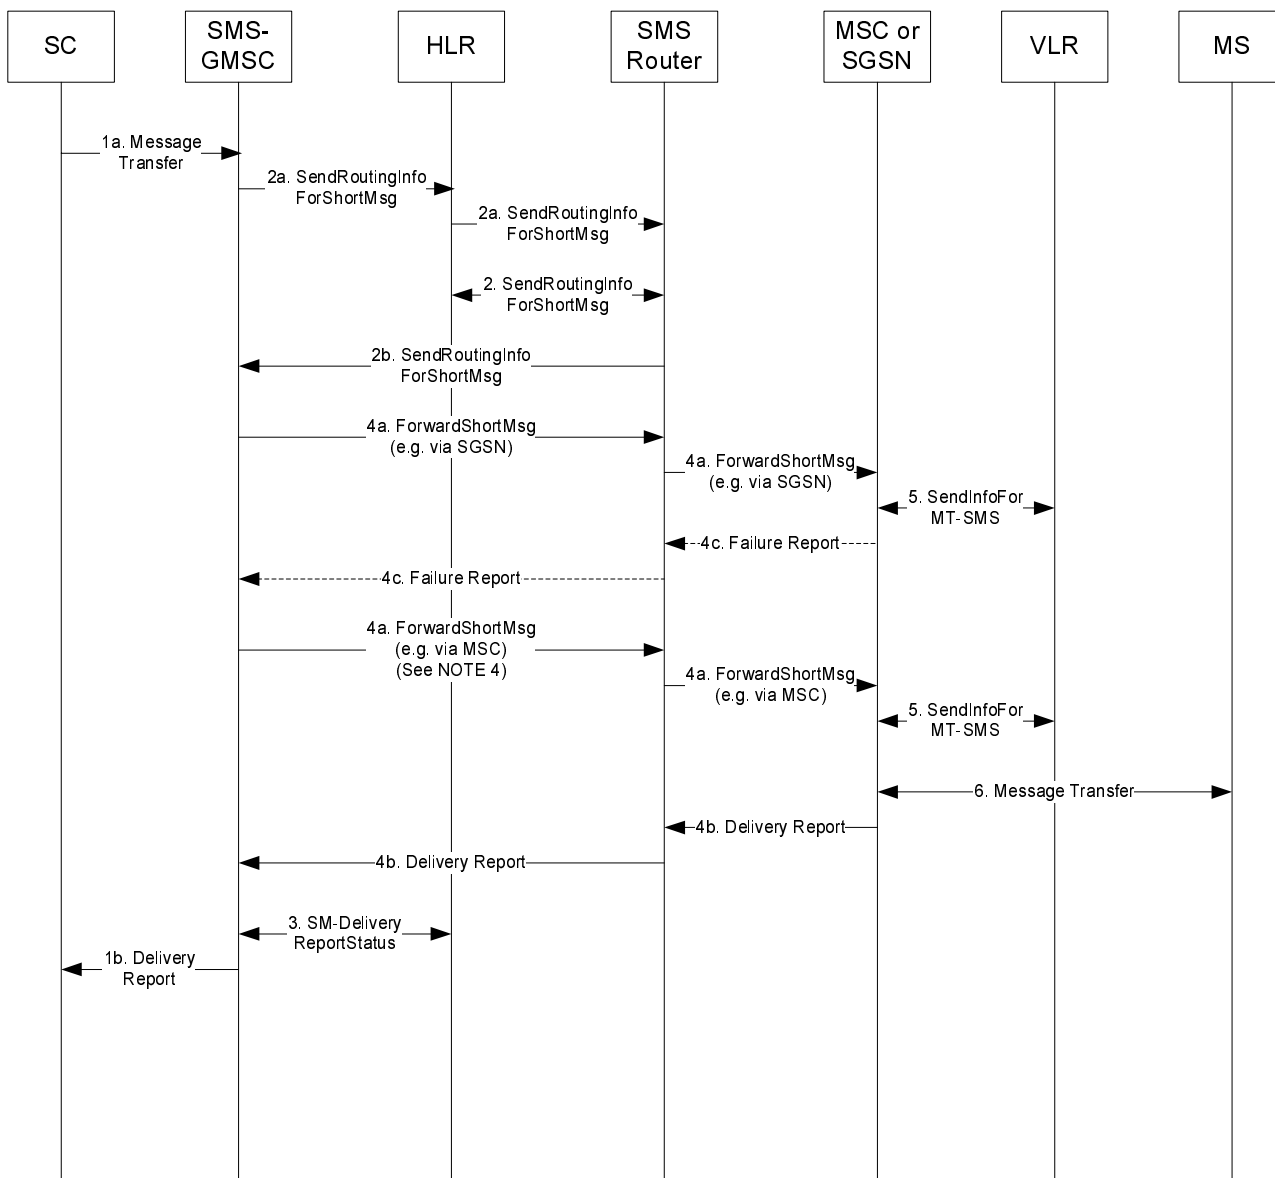 SC
SMS-
GMSC
HLR
SMS
Router
MSC or
SGSN
VLR
MS
1a. Message
Transfer
2a. SendRoutingInfo
ForShortMsg
2a. SendRoutingInfo
ForShortMsg
2. SendRoutingInfo
ForShortMsg
2b. SendRoutingInfo
ForShortMsg
4a. ForwardShortMsg
(e.g. via SGSN)
4a. ForwardShortMsg
(e.g. via SGSN)
5. SendInfoFor
MT-SMS
4c. Failure Report
4c. Failure Report
4a. ForwardShortMsg
(e.g. via MSC)
(See NOTE 4)
4a. ForwardShortMsg
(e.g. via MSC)
5. SendInfoFor
MT-SMS
6. Message Transfer
4b. Delivery Report
4b. Delivery Report
3. SM-Delivery
ReportStatus
1b. Delivery
Report